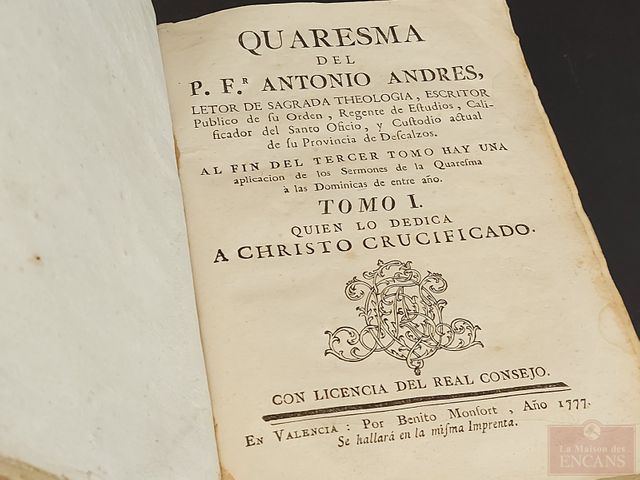 QUARESMA
DEL
P. F.R ANTONIO ANDRES,
LETOR DE SAGRADA THEOLOGIA, ESCRITOR
Publico de su Orden, Regente de Estudios, Cali-
ficador del Santo Oficio, y Custodio actual
de su Provincia de Descalzos.
AL FIN DEL TERCER TOMO HAY UNA
aplicacion de los Sermones de la Quaresma
à las Dominicas de entre año.
TOMO I.
QUIEN LO DEDICA
A CHRISTO CRUCIFICADO.
CON LICENCIA DEL REAL CONSEJO.
EN VALENCIA: Por Benito Monfort, Año 1777.
Se hallará en la misma Imprenta.
La Maison des
ENCANS